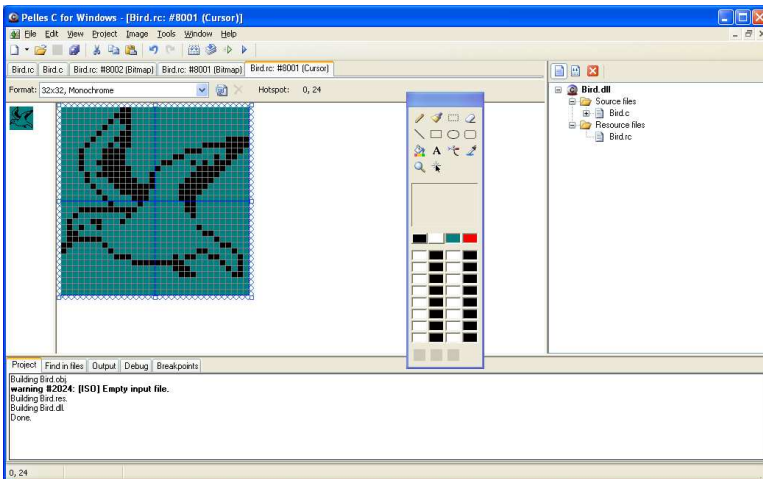 Pelles C for Windows - [Bird.rc: #8001 (Cursor)]
File Edit View Project Image Tools Window Help
Bird.rc Bird.c Bird.rc: #8002 (Bitmap) Bird.rc: #8001 (Bitmap) Bird.rc: #8001 (Cursor)
Format: 32x32, Monochrome Hotspot: 0, 24
A
Bird.dll
Source files
Bird.c
Resource files
Bird.rc
Project Find in files Output Debug Breakpoints
Building Bird.obj.
warning #2024: [ISO] Empty input file.
Building Bird.res.
Building Bird.dll.
Done.
0, 24